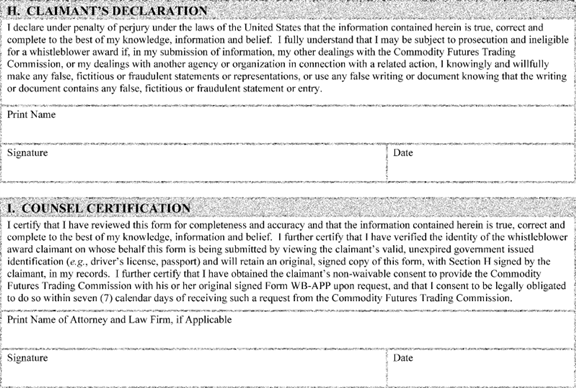 H. CLAIMANT'S DECLARATION
I declare under penalty of perjury under the laws of the United States that the information contained herein is true, correct and
complete to the best of my knowledge, information and belief. I fully understand that I may be subject to prosecution and ineligible
for a whistleblower award if, in my submission of information, my other dealings with the Commodity Futures Trading
Commission, or my dealings with another agency or organization in connection with a related action, I knowingly and willfully
make any false, fictitious or fraudulent statements or representations, or use any false writing or document knowing that the writing
or document contains any false, fictitious or fraudulent statement or entry.
Print Name
Signature
Date
I. COUNSEL CERTIFICATION
I certify that I have reviewed this form for completeness and accuracy and that the information contained herein is true, correct and
complete to the best of my knowledge, information and belief. I further certify that I have verified the identity of the whistleblower
award claimant on whose behalf this form is being submitted by viewing the claimant's valid, unexpired government issued
identification (e.g., driver's license, passport) and will retain an original, signed copy of this form, with Section H signed by the
claimant, in my records. I further certify that I have obtained the claimant's non-waivable consent to provide the Commodity
Futures Trading Commission with his or her original signed Form WB-APP upon request, and that I consent to be legally obligated
to do so within seven (7) calendar days of receiving such a request from the Commodity Futures Trading Commission.
Print Name of Attorney and Law Firm, if Applicable
Signature
Date